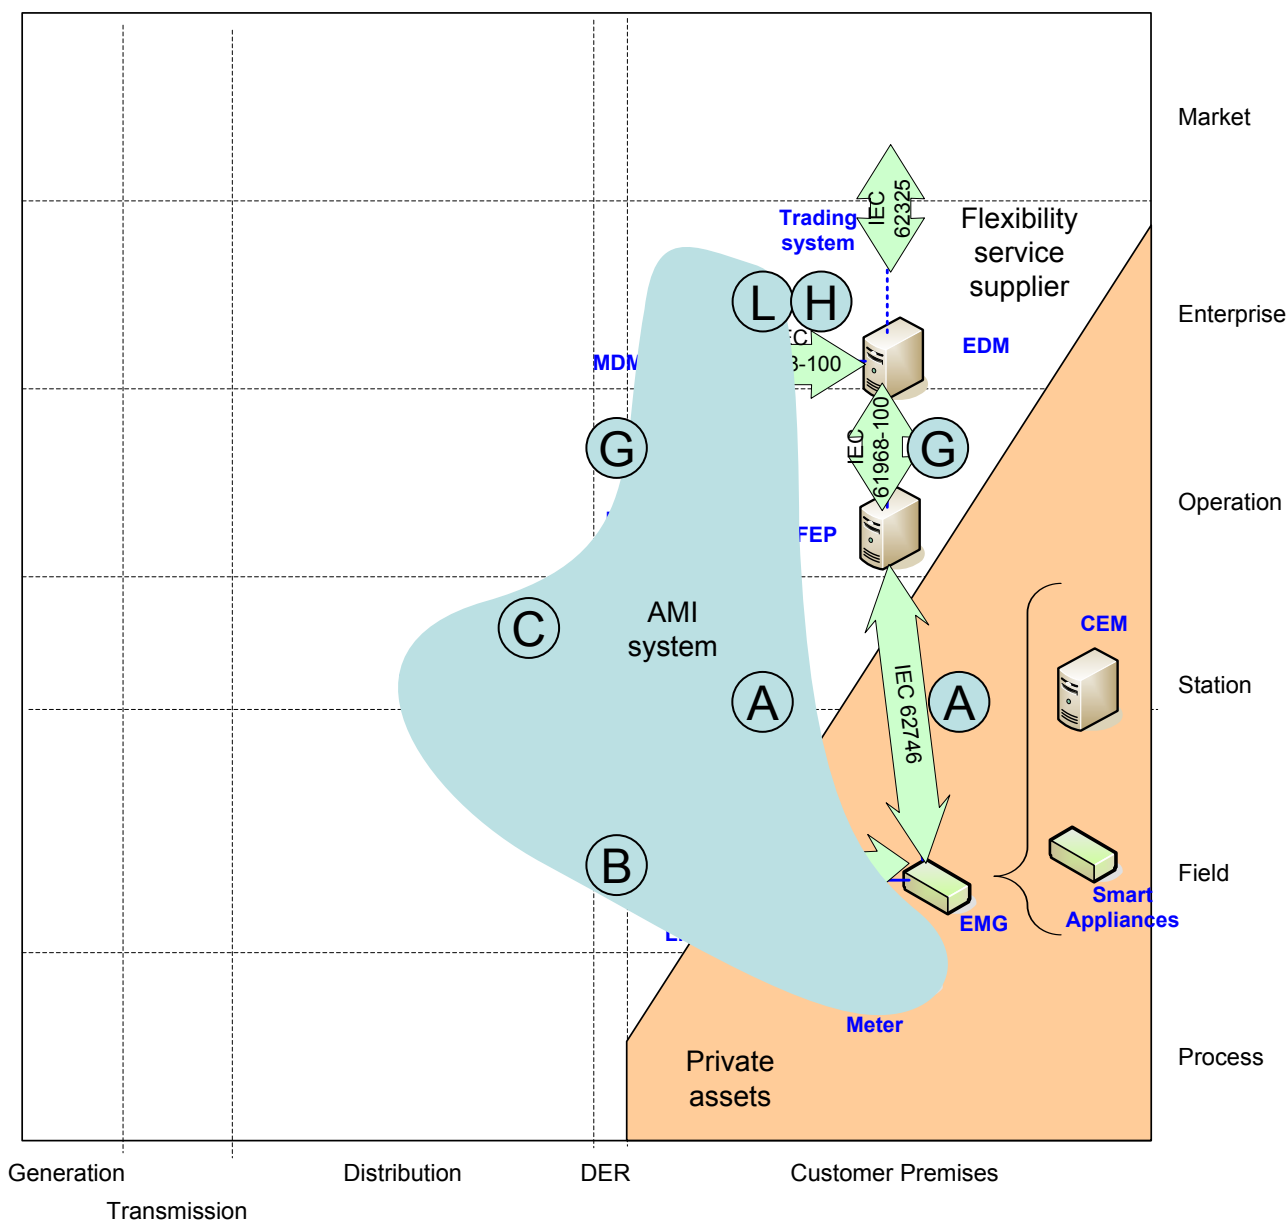 Market
IEC
62325
Trading
system
Flexibility
service
supplier
Enterprise
L
H
EDM
MDM
3-100
IEC
61968-100
G
G
Operation
FEP
C
AMI
system
CEM
A
IEC 62746
A
Station
B
Field
Smart
Appliances
EMG
Meter
Private
assets
Process
Generation
Distribution
DER
Customer Premises
Transmission